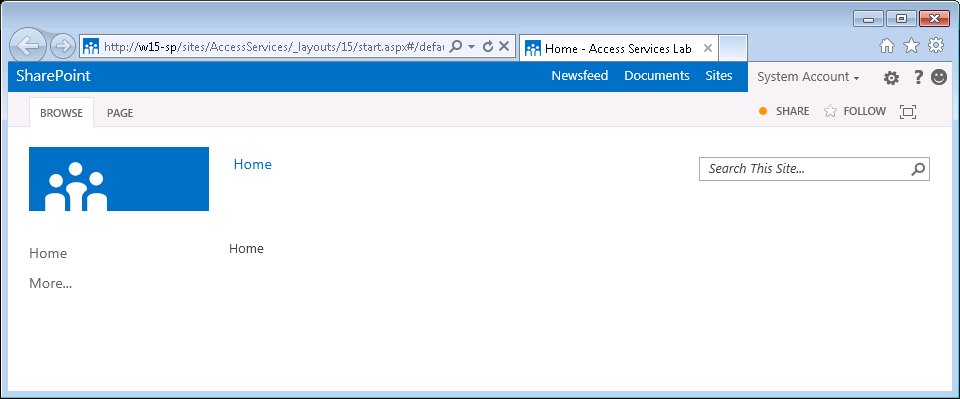 http://w15-sp/sites/AccessServices/_layouts/15/start.aspx#/defau
Home - Access Services Lab
SharePoint
Newsfeed Documents Sites System Account
BROWSE PAGE
SHARE FOLLOW
Home
Search This Site...
Home
Home
More...